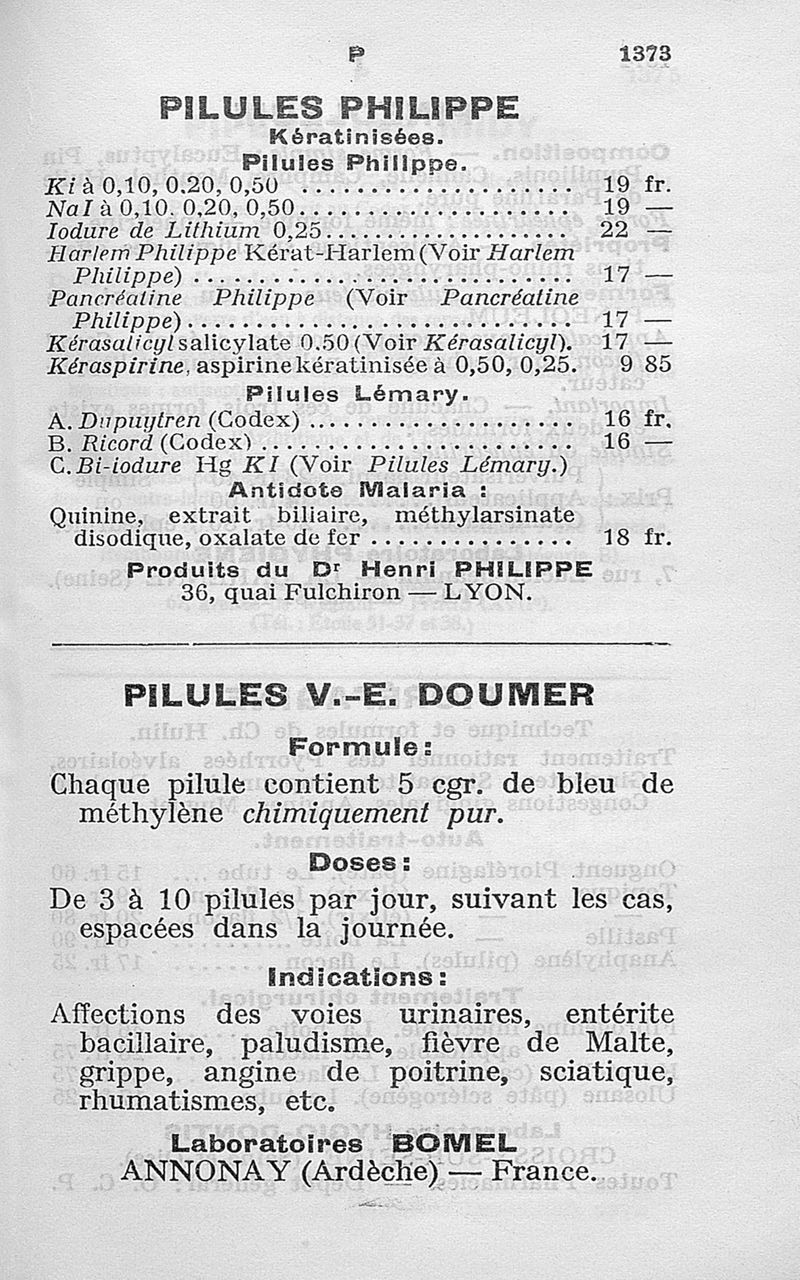 P 1373
PILULES PHILIPPE
Kératinisées.
Pilules Philippe.
Ki à 0,10, 0.20, 0,50 .................... 19 fr.
NaI à 0,10. 0,20, 0,50.................... 19 —
Iodure de Lithium 0,25.................... 22 —
Harlem Philippe Kérat-Harlem (Voir Harlem
Philippe) .................... 17 —
Pancréatine Philippe (Voir Pancréatine
Philippe).................... 17 —
Kérasalicyl salicylate 0.50 (Voir Kérasalicyl). 17 —
Kéraspirine, aspirine kératinisée à 0,50, 0,25. 9 85
Pilules Lémary.
A. Dupuytren (Codex) .................... 16 fr.
B. Ricord (Codex) .................... 16 —
C. Bi-iodure Hg KI (Voir Pilules Lémary.)
Antidote Malaria :
Quinine, extrait biliaire, méthylarsinate
disodique, oxalate de fer ............... 18 fr.
Produits du Dr Henri PHILIPPE
36, quai Fulchiron — LYON.
PILULES V.-E. DOUMER
Formule :
Chaque pilule contient 5 cgr. de bleu de
méthylène chimiquement pur.
Doses :
De 3 à 10 pilules par jour, suivant les cas,
espacées dans la journée.
Indications :
Affections des voies urinaires, entérite
bacillaire, paludisme, fièvre de Malte,
grippe, angine de poitrine, sciatique,
rhumatismes, etc.
Laboratoires BOMEL
ANNONAY (Ardèche) — France.